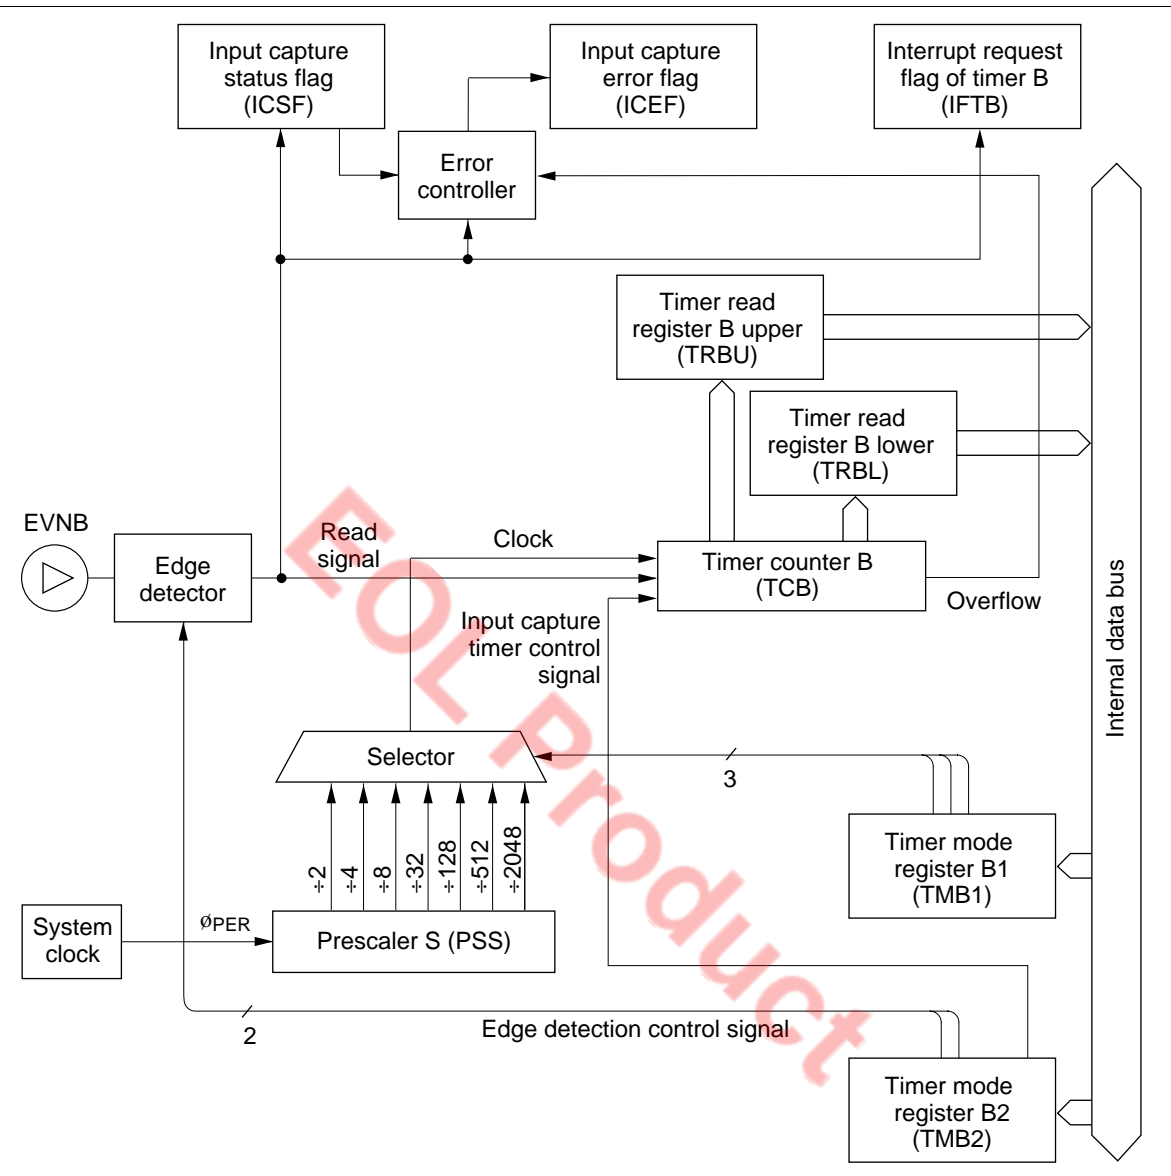 Input capture
status flag
(ICSF)
Input capture
error flag
(ICEF)
Interrupt request
flag of timer B
(IFTB)
Error
controller
Timer read
register B upper
(TRBU)
Timer read
register B lower
(TRBL)
EVNB
Edge
detector
Read
signal
Clock
Timer counter B
(TCB)
Overflow
Input capture
timer control
signal
Internal data bus
Selector
3
÷2
÷4
÷8
÷32
÷128
÷512
÷2048
Timer mode
register B1
(TMB1)
System
clock
øPER
Prescaler S (PSS)
2
Edge detection control signal
Timer mode
register B2
(TMB2)
EOL Product